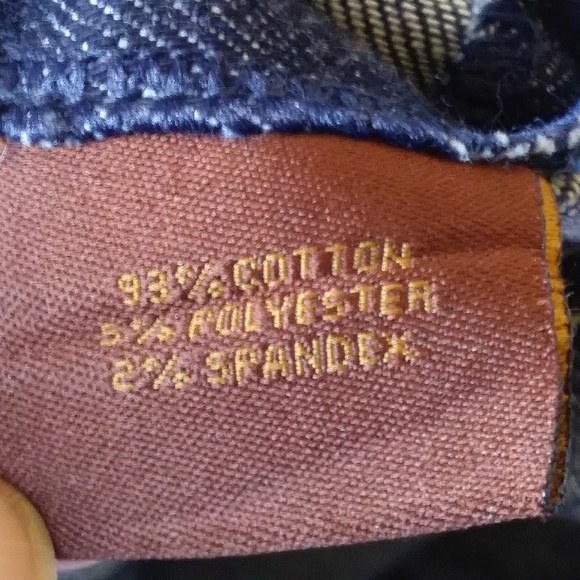 93% COTTON
5% POLYESTER
2% SPANDEX